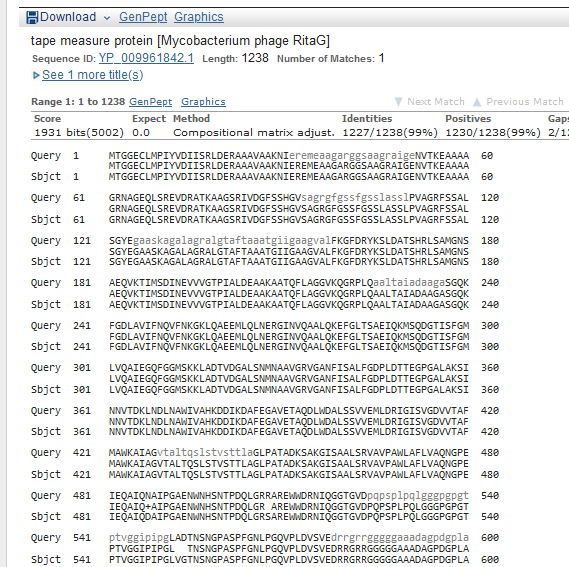 Download GenPept Graphics
tape measure protein [Mycobacterium phage RitaG]
Sequence ID: YP_009961842.1 Length: 1238 Number of Matches: 1
See 1 more title(s)
Range 1: 1 to 1238 GenPept Graphics Next Match Previous Match
Score Expect Method Identities Positives Gaps
1931 bits(5002) 0.0 Compositional matrix adjust. 1227/1238(99%) 1230/1238(99%) 2/12
Query 1 MTGGECLMPIYVDIISRLDERAAAVAAKNIeremeaagarggsaagraigeNVTKEAAAA 60
MTGGECLMPIYVDIISRLDERAAAVAAKNIEREMEAAGARGGSAAGRAIGENVTKEAAAA
Sbjct 1 MTGGECLMPIYVDIISRLDERAAAVAAKNIEREMEAAGARGGSAAGRAIGENVTKEAAAA 60
Query 61 GRNAGEQLSREVDRATKAAGSRIVDGFSSHGVsagrgfgssfgsslasslPVAGRFSSAL 120
GRNAGEQLSREVDRATKAAGSRIVDGFSSHGVSAGRGFGSSFGSSLASSLPVAGRFSSAL
Sbjct 61 GRNAGEQLSREVDRATKAAGSRIVDGFSSHGVSAGRGFGSSFGSSLASSLPVAGRFSSAL 120
Query 121 SGYEgaaskagalagralgtaftaaatgiigaagvalFKGFDRYKSLDATSHRLSAMGNS 180
SGYEGAASKAGALAGRALGTAFTAAATGIIGAAGVALFKGFDRYKSLDATSHRLSAMGNS
Sbjct 121 SGYEGAASKAGALAGRALGTAFTAAATGIIGAAGVALFKGFDRYKSLDATSHRLSAMGNS 180
Query 181 AEQVKTIMSDINEVVVGTPIALDEAAKAATQFLAGGVKQGRPLQaaltaiadaagaSGQK 240
AEQVKTIMSDINEVVVGTPIALDEAAKAATQFLAGGVKQGRPLQAALTAIADAAGASGQK
Sbjct 181 AEQVKTIMSDINEVVVGTPIALDEAAKAATQFLAGGVKQGRPLQAALTAIADAAGASGQK 240
Query 241 FGDLAVIFNQVFNKGKLQAEEMLQLNERGINVQAALQKEFGLTSAEIQKMSQDGTISFGM 300
FGDLAVIFNQVFNKGKLQAEEMLQLNERGINVQAALQKEFGLTSAEIQKMSQDGTISFGM
Sbjct 241 FGDLAVIFNQVFNKGKLQAEEMLQLNERGINVQAALQKEFGLTSAEIQKMSQDGTISFGM 300
Query 301 LVQAIEGQFGGMSKKLADTVDGALSNMNAAVGRVGANFISALFGDPLDTTEGPGALAKSI 360
LVQAIEGQFGGMSKKLADTVDGALSNMNAAVGRVGANFISALFGDPLDTTEGPGALAKSI
Sbjct 301 LVQAIEGQFGGMSKKLADTVDGALSNMNAAVGRVGANFISALFGDPLDTTEGPGALAKSI 360
Query 361 NNVTDKLNDLNAWIVAHKDDIKDAFEGAVETAQDLWDALSSVVEMLDRIGISVGDVVTAF 420
NNVTDKLNDLNAWIVAHKDDIKDAFEGAVETAQDLWDALSSVVEMLDRIGISVGDVVTAF
Sbjct 361 NNVTDKLNDLNAWIVAHKDDIKDAFEGAVETAQDLWDALSSVVEMLDRIGISVGDVVTAF 420
Query 421 MAWKAIAGvtaltqslstvsttlaGLPATADKSAKGISAALSRVAVPAWLAFLVAQNGPE 480
MAWKAIAGVTALTQSLSTVSTTLAGLPATADKSAKGISAALSRVAVPAWLAFLVAQNGPE
Sbjct 421 MAWKAIAGVTALTQSLSTVSTTLAGLPATADKSAKGISAALSRVAVPAWLAFLVAQNGPE 480
Query 481 IEQAIQNAIPGAENWNHSNTPDQLGRRAREWWDRNIQGGTGVDpqpsplpqlgggpgpgt 540
IEQAIQ+AIPGAENWNHSNTPDQLGR AREWWDRNIQGGTGVDPQPSPLPQLGGGPGPGT
Sbjct 481 IEQAIQDAIPGAENWNHSNTPDQLGRRAREWWDRNIQGGTGVDPQPSPLPQLGGGPGPGT 540
Query 541 ptvggipigpgLADTNSNGPASPFGNLPGQVPLDVSVEdrrgrrgggggaaadagpdgpla 600
PTVGGIPIPG L TNSNGPASPFGNLPGQVPLDVSVEDRRGRRGGGGGAAADAGPDGPLA
Sbjct 541 PTVGGIPIPGPLVGTNSNGPASPFGNLPGQVPLDVSVEDRRGRRGGGGGAAADAGPDGPLA 600